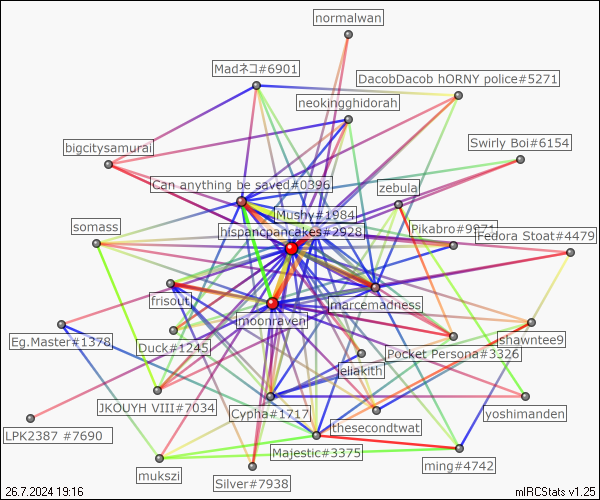 normalwan
Madネコ#6901
DacobDacob hORNY police#5271
neokingghidorah
Swirly Boi#6154
bigcitysamurai
Can anything be saved#0396
zebula
Mushy#1984
somass
hispancpancakes#2928
Pikabro#9971
Fedora Stoat#4479
frisout
marcemadness
moonraven
Eg.Master#1378
Duck#1245
shawntee9
Pocket Persona#3326
jeliakith
JKOUYH VIII#7034
Cypha#1717
yoshimanden
LPK2387 #7690
thesecondtwat
Majestic#3375
mukszi
ming#4742
Silver#7938
26.7.2024 19:16
mIRCStats v1.25